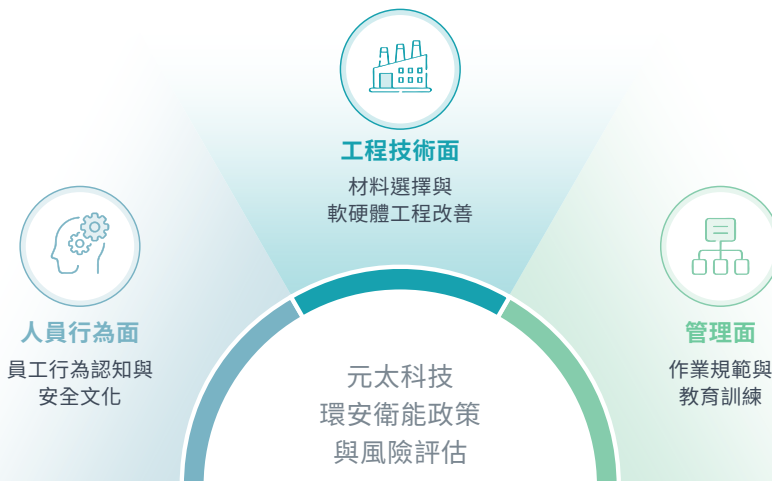 工程技術面
材料選擇與
軟硬體工程改善
人員行為面
員工行為認知與
安全文化
管理面
作業規範與
教育訓練
元太科技
環安衛能政策
與風險評估